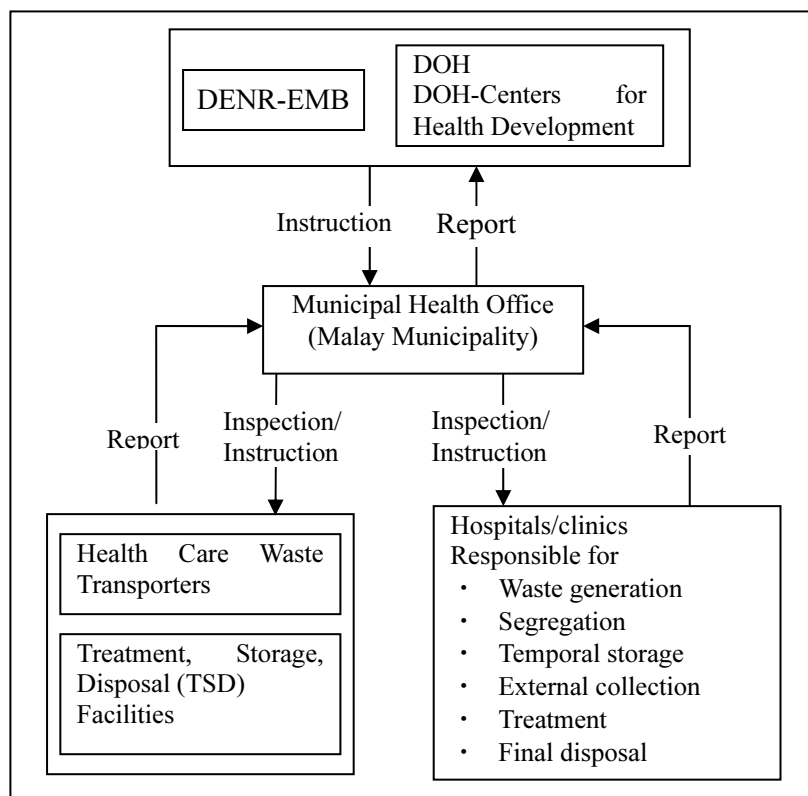 DENR-EMB
DOH
DOH-Centers for
Health Development
Instruction
Report
Municipal Health Office
(Malay Municipality)
Report
Inspection/
Instruction
Inspection/
Instruction
Report
Health Care Waste
Transporters
Treatment, Storage,
Disposal (TSD)
Facilities
Hospitals/clinics
Responsible for
・ Waste generation
・ Segregation
・ Temporal storage
・ External collection
・ Treatment
・ Final disposal